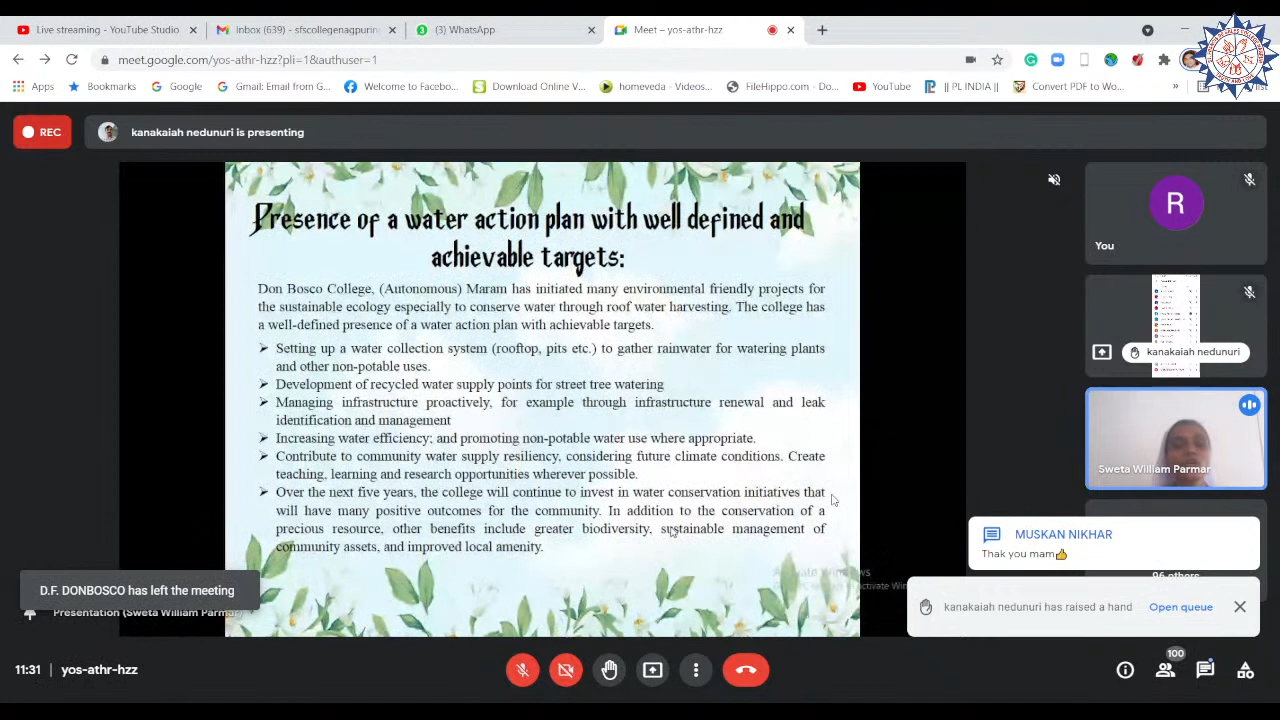 Live streaming - YouTube Studio
Inbox (639) - sfscollegenagpurin
(3) WhatsApp
Meet – yos-athr-hzz
meet.google.com/yos-athr-hzz?pli=1&authuser=1
Apps
Bookmarks
Google
Gmail: Email from G...
Welcome to Facebo...
Download Online V...
homeveda - Videos...
FileHippo.com - Do...
YouTube
|| PL INDIA ||
Convert PDF to Wo...
REC
kanakaiah nedunuri is presenting
Presence of a water action plan with well defined and
achievable targets:
Don Bosco College, (Autonomous) Maram has initiated many environmental friendly projects for
the sustainable ecology especially to conserve water through roof water harvesting. The college has
a well-defined presence of a water action plan with achievable targets.
➢ Setting up a water collection system (rooftop, pits etc.) to gather rainwater for watering plants
and other non-potable uses.
➢ Development of recycled water supply points for street tree watering
➢ Managing infrastructure proactively, for example through infrastructure renewal and leak
identification and management
➢ Increasing water efficiency; and promoting non-potable water use where appropriate.
➢ Contribute to community water supply resiliency, considering future climate conditions. Create
teaching, learning and research opportunities wherever possible.
➢ Over the next five years, the college will continue to invest in water conservation initiatives that
will have many positive outcomes for the community. In addition to the conservation of a
precious resource, other benefits include greater biodiversity, sustainable management of
community assets, and improved local amenity.
R
You
kanakaiah nedunuri
Sweta William Parmar
MUSKAN NIKHAR
Thak you mam👍
96 others
kanakaiah nedunuri has raised a hand
Open queue
D.F. DONBOSCO has left the meeting
Presentation (Sweta William Parmar)
11:31 | yos-athr-hzz
100